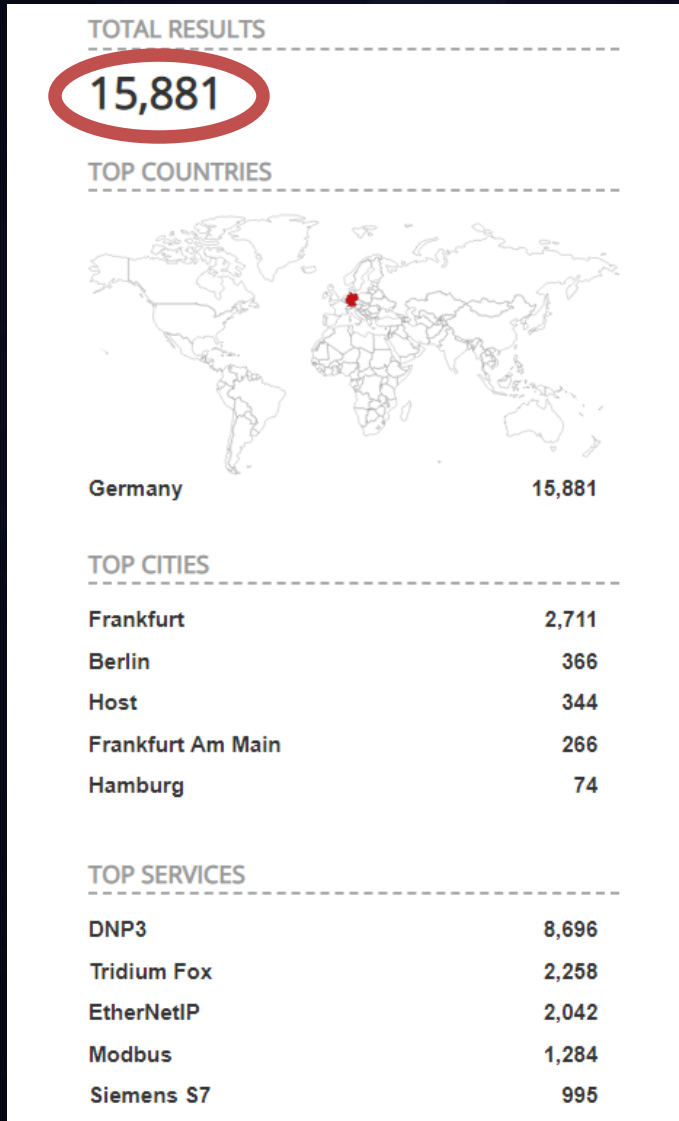 TOTAL RESULTS
15,881
TOP COUNTRIES
Germany 15,881
TOP CITIES
Frankfurt 2,711
Berlin 366
Host 344
Frankfurt Am Main 266
Hamburg 74
TOP SERVICES
DNP3 8,696
Tridium Fox 2,258
EtherNetIP 2,042
Modbus 1,284
Siemens S7 995